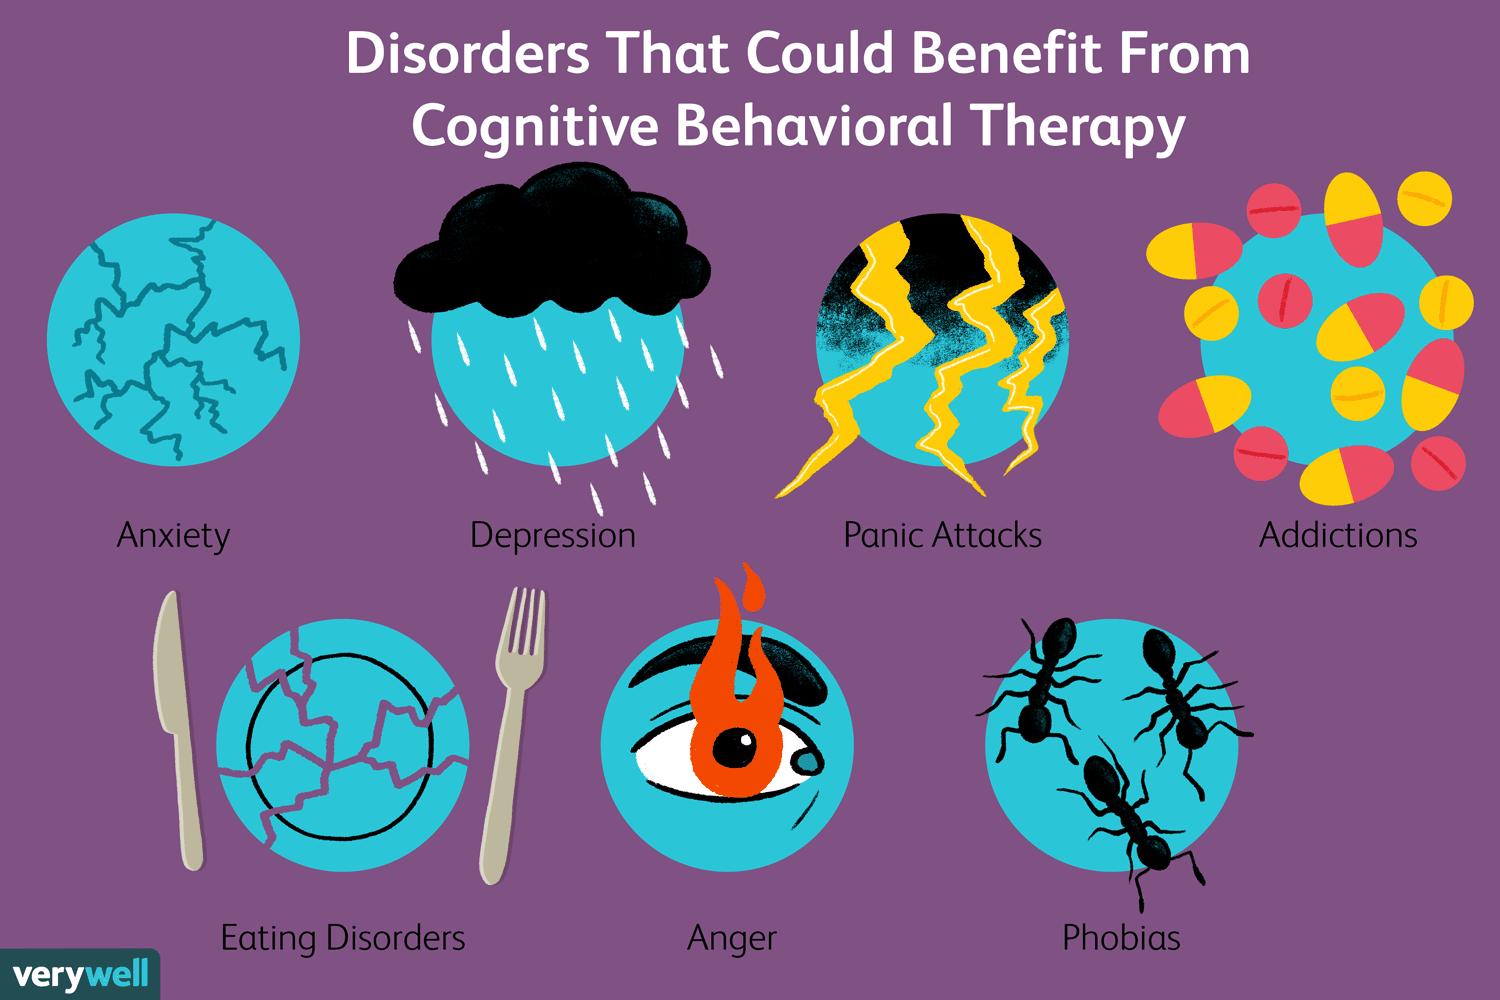 Disorders That Could Benefit From
Cognitive Behavioral Therapy
Anxiety
Depression
Panic Attacks
Addictions
Eating Disorders
Anger
Phobias
verywell